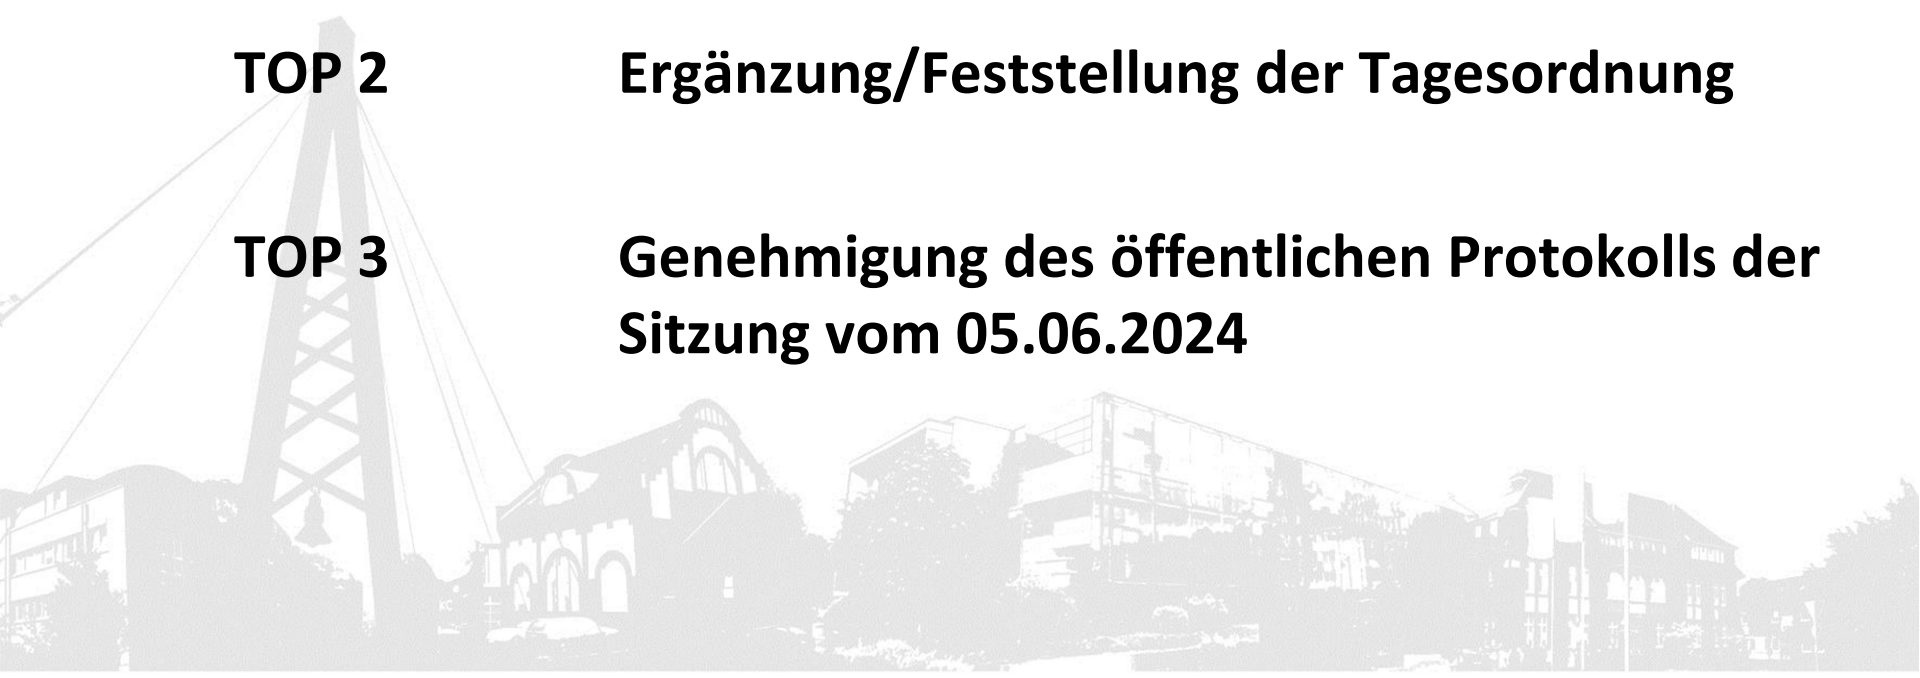 TOP 2 Ergänzung/Feststellung der Tagesordnung
TOP 3 Genehmigung des öffentlichen Protokolls der
Sitzung vom 05.06.2024